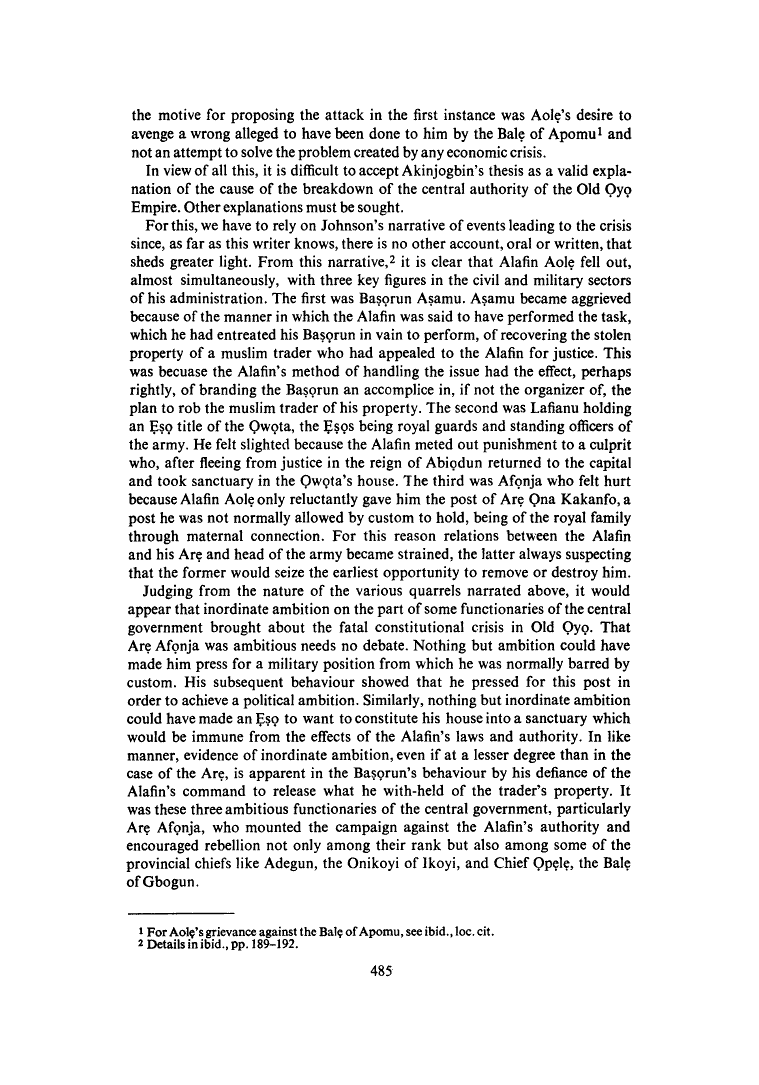 the motive for proposing the attack in the first instance was Aolẹ's desire to
avenge a wrong alleged to have been done to him by the Balẹ of Apomu¹ and
not an attempt to solve the problem created by any economic crisis.
In view of all this, it is difficult to accept Akinjogbin's thesis as a valid expla-
nation of the cause of the breakdown of the central authority of the Old Ọyọ
Empire. Other explanations must be sought.
For this, we have to rely on Johnson's narrative of events leading to the crisis
since, as far as this writer knows, there is no other account, oral or written, that
sheds greater light. From this narrative,² it is clear that Alafin Aolẹ fell out,
almost simultaneously, with three key figures in the civil and military sectors
of his administration. The first was Baṣọrun Aṣamu. Aṣamu became aggrieved
because of the manner in which the Alafin was said to have performed the task,
which he had entreated his Baṣọrun in vain to perform, of recovering the stolen
property of a muslim trader who had appealed to the Alafin for justice. This
was becuase the Alafin's method of handling the issue had the effect, perhaps
rightly, of branding the Baṣọrun an accomplice in, if not the organizer of, the
plan to rob the muslim trader of his property. The second was Lafianu holding
an Ẹṣọ title of the Ọwọta, the Ẹṣọs being royal guards and standing officers of
the army. He felt slighted because the Alafin meted out punishment to a culprit
who, after fleeing from justice in the reign of Abiọdun returned to the capital
and took sanctuary in the Ọwọta's house. The third was Afọnja who felt hurt
because Alafin Aolẹ only reluctantly gave him the post of Arẹ Ọna Kakanfo, a
post he was not normally allowed by custom to hold, being of the royal family
through maternal connection. For this reason relations between the Alafin
and his Arẹ and head of the army became strained, the latter always suspecting
that the former would seize the earliest opportunity to remove or destroy him.
Judging from the nature of the various quarrels narrated above, it would
appear that inordinate ambition on the part of some functionaries of the central
government brought about the fatal constitutional crisis in Old Ọyọ. That
Arẹ Afọnja was ambitious needs no debate. Nothing but ambition could have
made him press for a military position from which he was normally barred by
custom. His subsequent behaviour showed that he pressed for this post in
order to achieve a political ambition. Similarly, nothing but inordinate ambition
could have made an Ẹṣọ to want to constitute his house into a sanctuary which
would be immune from the effects of the Alafin's laws and authority. In like
manner, evidence of inordinate ambition, even if at a lesser degree than in the
case of the Arẹ, is apparent in the Baṣọrun's behaviour by his defiance of the
Alafin's command to release what he with-held of the trader's property. It
was these three ambitious functionaries of the central government, particularly
Arẹ Afọnja, who mounted the campaign against the Alafin's authority and
encouraged rebellion not only among their rank but also among some of the
provincial chiefs like Adegun, the Onikoyi of Ikoyi, and Chief Ọpẹlẹ, the Balẹ
of Gbogun.
¹ For Aolẹ's grievance against the Balẹ of Apomu, see ibid., loc. cit.
² Details in ibid., pp. 189–192.
485